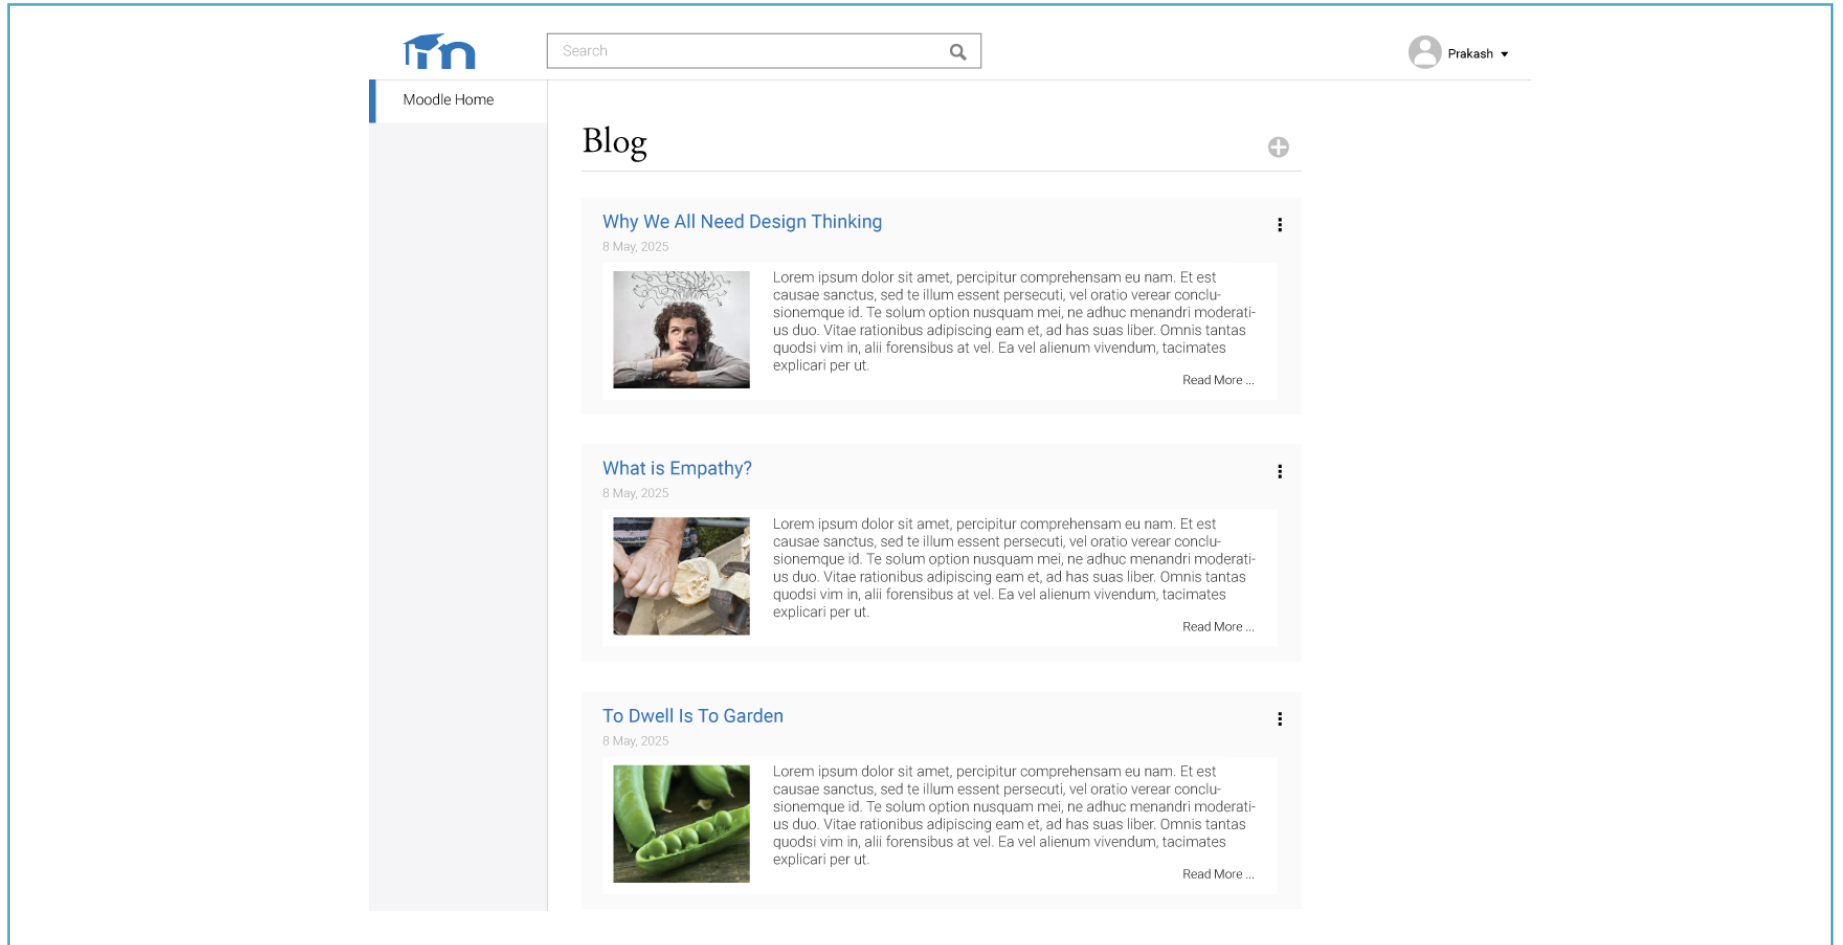 Search
Prakash
Moodle Home
Blog
Why We All Need Design Thinking
8 May, 2025
Lorem ipsum dolor sit amet, percipitur comprehensam eu nam. Et est
causae sanctus, sed te illum essent persecuti, vel oratio verear conclu-
sionemque id. Te solum option nusquam mei, ne adhuc menandri moderati-
us duo. Vitae rationibus adipiscing eam et, ad has suas liber. Omnis tantas
quodsi vim in, alii forensibus at vel. Ea vel alienum vivendum, tacimates
explicari per ut.
Read More ...
What is Empathy?
8 May, 2025
Lorem ipsum dolor sit amet, percipitur comprehensam eu nam. Et est
causae sanctus, sed te illum essent persecuti, vel oratio verear conclu-
sionemque id. Te solum option nusquam mei, ne adhuc menandri moderati-
us duo. Vitae rationibus adipiscing eam et, ad has suas liber. Omnis tantas
quodsi vim in, alii forensibus at vel. Ea vel alienum vivendum, tacimates
explicari per ut.
Read More ...
To Dwell Is To Garden
8 May, 2025
Lorem ipsum dolor sit amet, percipitur comprehensam eu nam. Et est
causae sanctus, sed te illum essent persecuti, vel oratio verear conclu-
sionemque id. Te solum option nusquam mei, ne adhuc menandri moderati-
us duo. Vitae rationibus adipiscing eam et, ad has suas liber. Omnis tantas
quodsi vim in, alii forensibus at vel. Ea vel alienum vivendum, tacimates
explicari per ut.
Read More ...